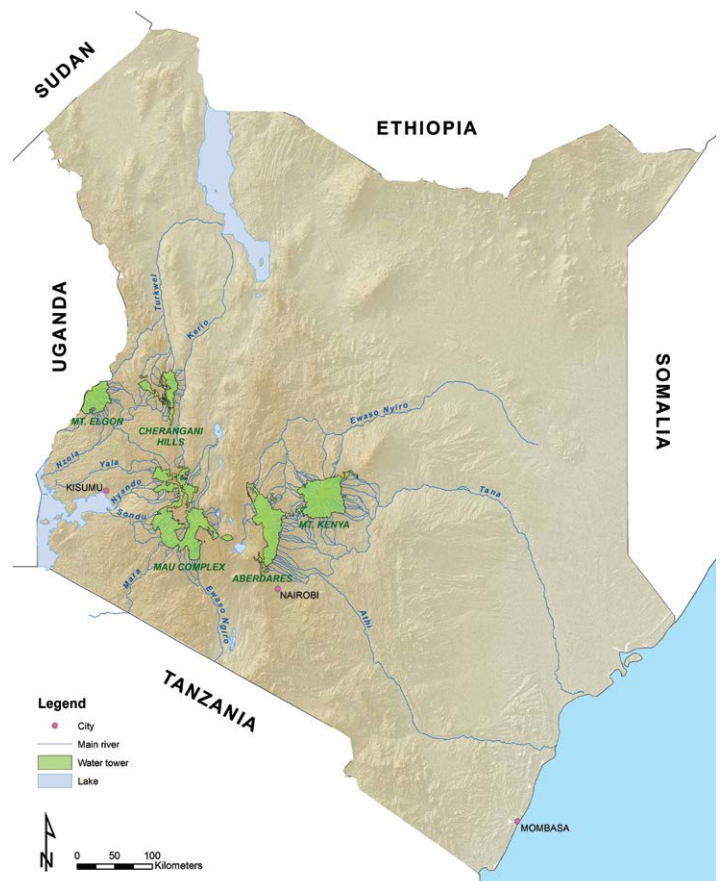 SUDAN
ETHIOPIA
UGANDA
SOMALIA
Turkwel
Kerio
MT. ELGON
CHERANGANI
HILLS
Ewaso Nyiro
Nzoia
Yala
KISUMU
Nyando
Sondu
MT. KENYA
Tana
MAU COMPLEX
ABERDARES
NAIROBI
Mara
Ewaso Ngiro
Athi
TANZANIA
Legend
City
Main river
Water tower
Lake
MOMBASA
N
0 25 50 100
Kilometers